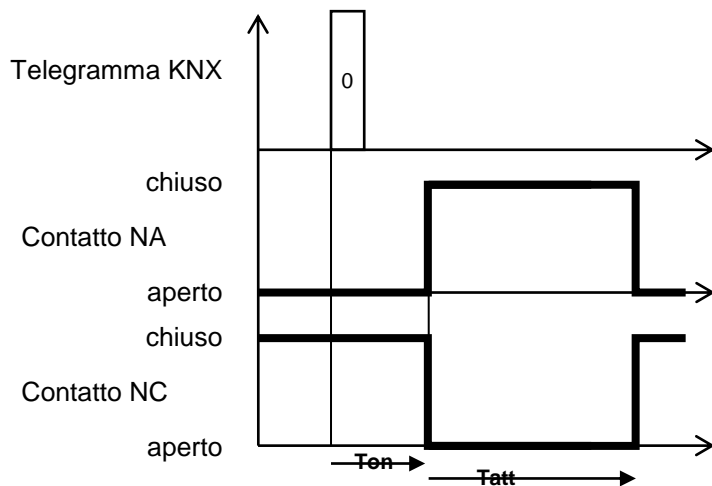 Telegramma KNX
0
chiuso
Contatto NA
aperto
chiuso
Contatto NC
aperto
Ton
Tatt